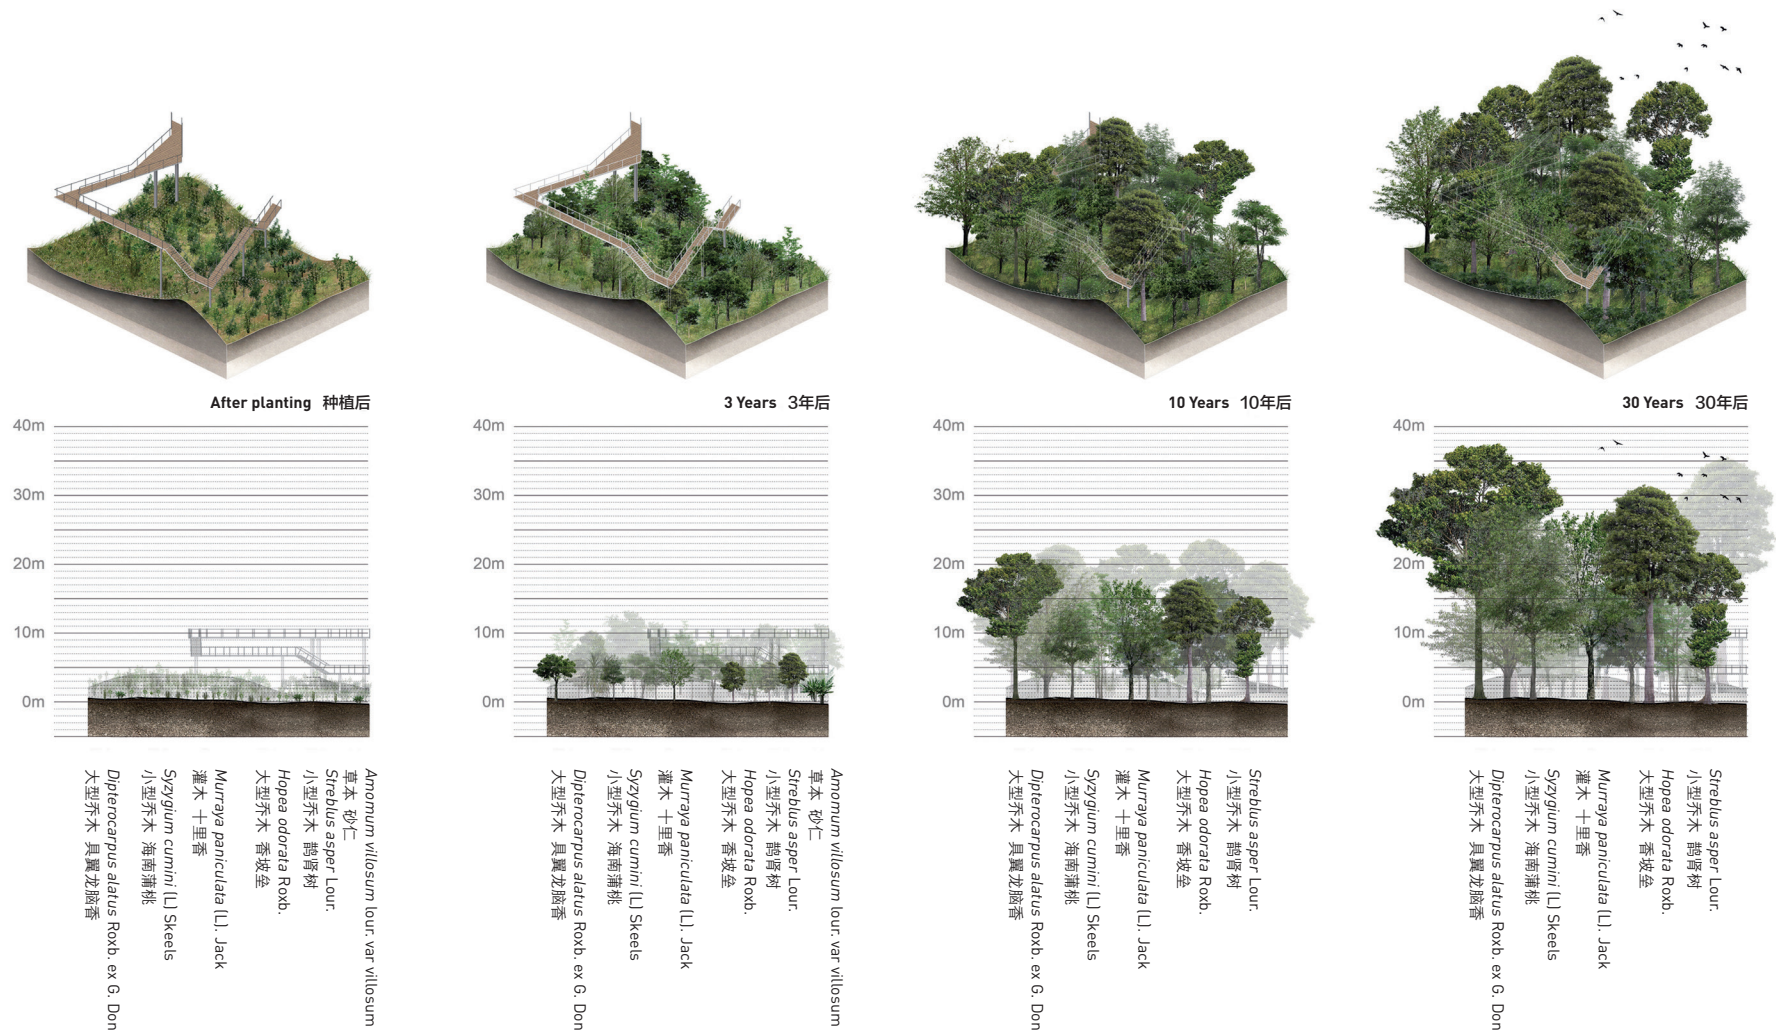 After planting 种植后
40m
30m
20m
10m
0m
大型乔木 具翼龙脑香
Dipterocarpus alatus Roxb. ex G. Don
小型乔木 海南蒲桃
Syzygium cumini (L) Skeels
灌木 十里香
Murraya paniculata (L). Jack
大型乔木 香坡垒
Hopea odorata Roxb.
小型乔木 鹊肾树
Streblus asper Lour.
草本 砂仁
Amomum villosum lour. var villosum
3 Years 3年后
40m
30m
20m
10m
0m
大型乔木 具翼龙脑香
Dipterocarpus alatus Roxb. ex G. Don
小型乔木 海南蒲桃
Syzygium cumini (L) Skeels
灌木 十里香
Murraya paniculata (L). Jack
大型乔木 香坡垒
Hopea odorata Roxb.
小型乔木 鹊肾树
Streblus asper Lour.
草本 砂仁
Amomum villosum lour. var villosum
10 Years 10年后
40m
30m
20m
10m
0m
大型乔木 具翼龙脑香
Dipterocarpus alatus Roxb. ex G. Don
小型乔木 海南蒲桃
Syzygium cumini (L) Skeels
灌木 十里香
Murraya paniculata (L). Jack
大型乔木 香坡垒
Hopea odorata Roxb.
小型乔木 鹊肾树
Streblus asper Lour.
30 Years 30年后
40m
30m
20m
10m
0m
大型乔木 具翼龙脑香
Dipterocarpus alatus Roxb. ex G. Don
小型乔木 海南蒲桃
Syzygium cumini (L) Skeels
灌木 十里香
Murraya paniculata (L). Jack
大型乔木 香坡垒
Hopea odorata Roxb.
小型乔木 鹊肾树
Streblus asper Lour.